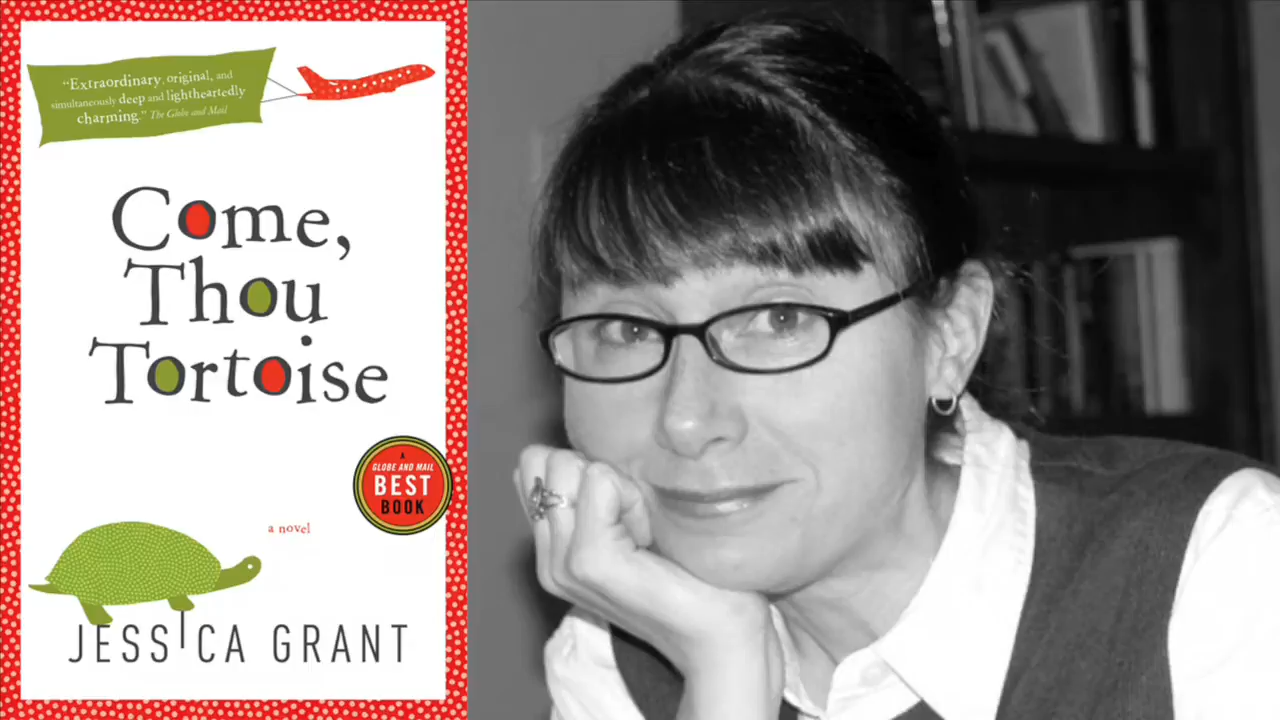 “Extraordinary, original, and
simultaneously deep and lightheartedly
charming.” The Globe and Mail
Come,
Thou
Tortoise
A
GLOBE AND MAIL
BEST
BOOK
a novel
JESSICA GRANT